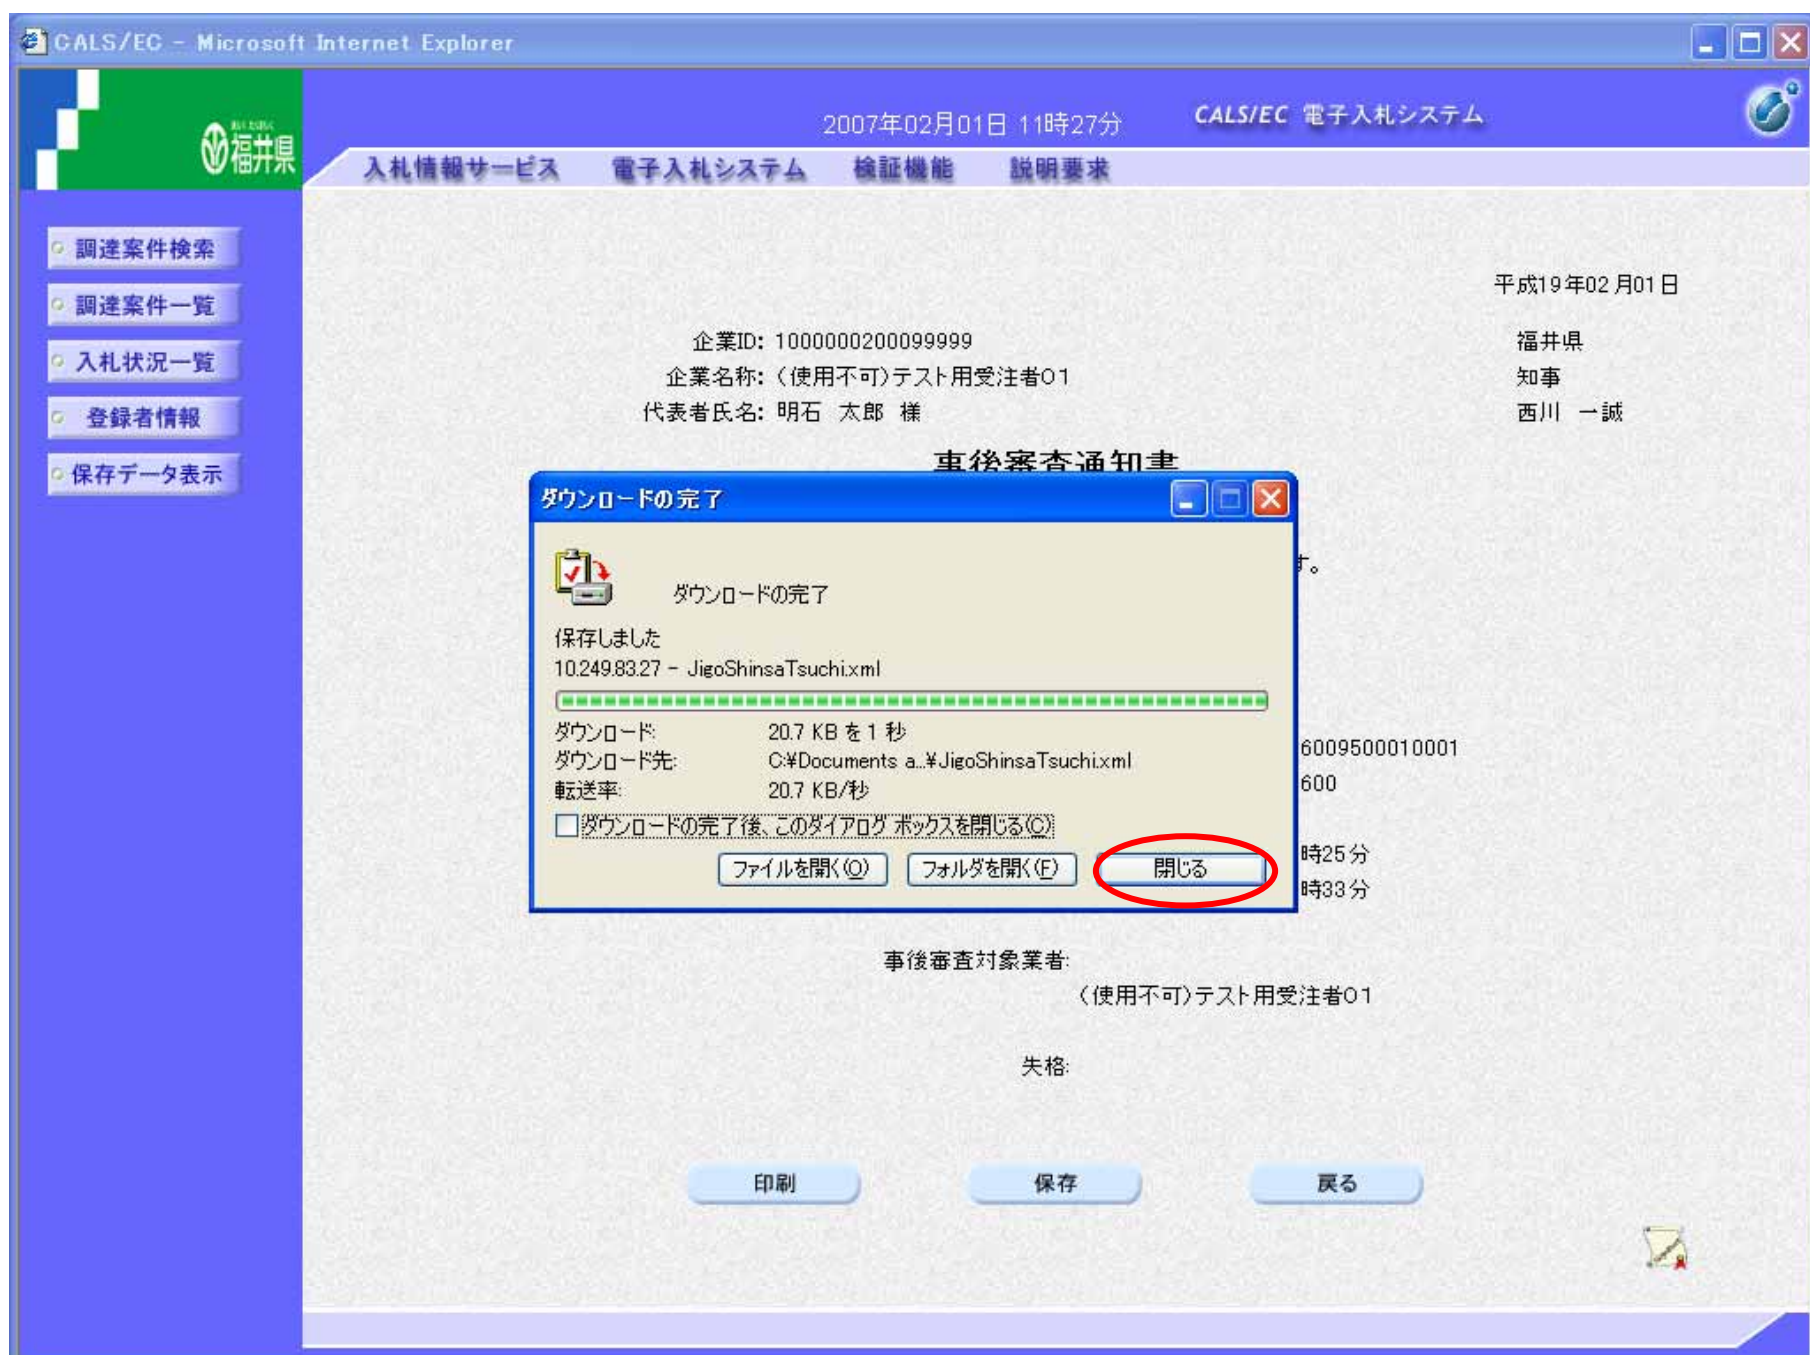 CALS/EC - Microsoft Internet Explorer
福井県
2007年02月01日 11時27分
CALS/EC 電子入札システム
入札情報サービス 電子入札システム 検証機能 説明要求
調達案件検索
調達案件一覧
入札状況一覧
登録者情報
保存データ表示
平成19年02月01日
企業ID: 1000000200099999
福井県
企業名称:（使用不可）テスト用受注者01
知事
代表者氏名: 明石 太郎 様
西川 一誠
事後審査通知書
す。
ダウンロードの完了
ダウンロードの完了
保存しました
10.249.83.27 - JigoShinsaTsuchi.xml
ダウンロード: 20.7 KB を 1 秒
ダウンロード先: C:¥Documents a...¥JigoShinsaTsuchi.xml
転送率: 20.7 KB/秒
ダウンロードの完了後、このダイアログ ボックスを閉じる(C)
ファイルを開く(O) フォルダを開く(F) 閉じる
6009500010001
600
時25分
時33分
事後審査対象業者:
（使用不可）テスト用受注者01
失格:
印刷 保存 戻る